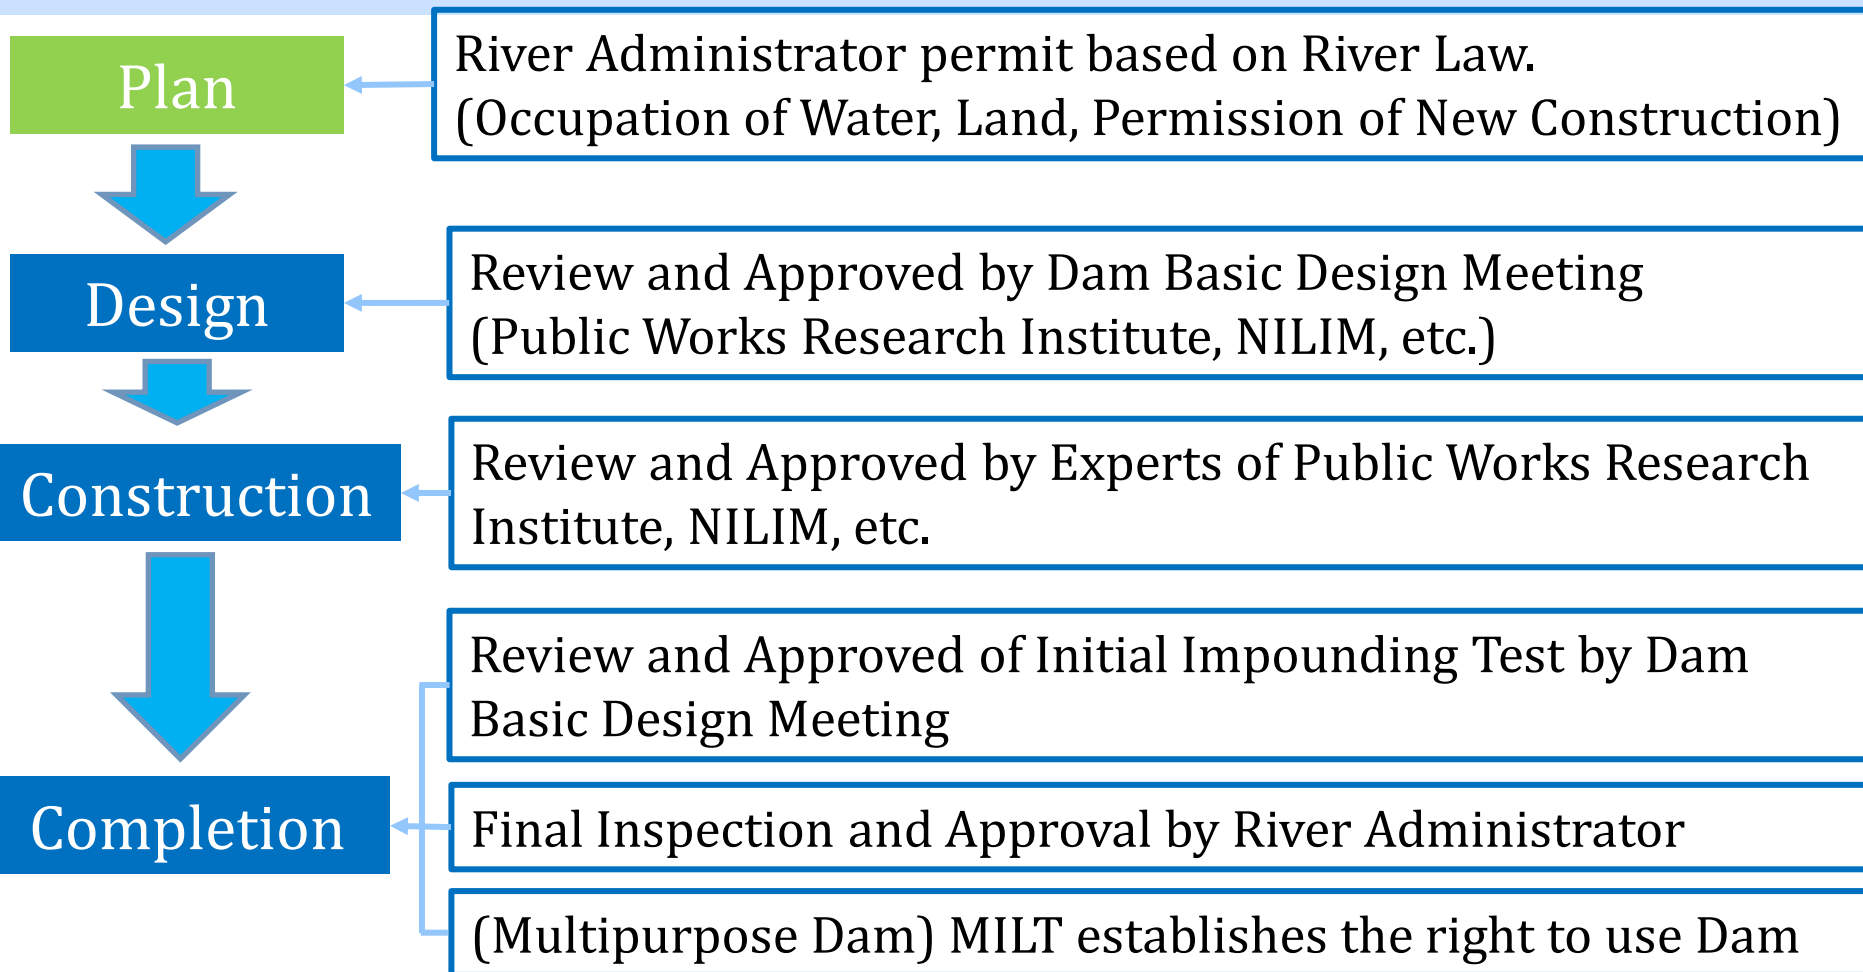 Plan
River Administrator permit based on River Law.
(Occupation of Water, Land, Permission of New Construction)
Design
Review and Approved by Dam Basic Design Meeting
(Public Works Research Institute, NILIM, etc.)
Construction
Review and Approved by Experts of Public Works Research
Institute, NILIM, etc.
Completion
Review and Approved of Initial Impounding Test by Dam
Basic Design Meeting
Final Inspection and Approval by River Administrator
(Multipurpose Dam) MILT establishes the right to use Dam